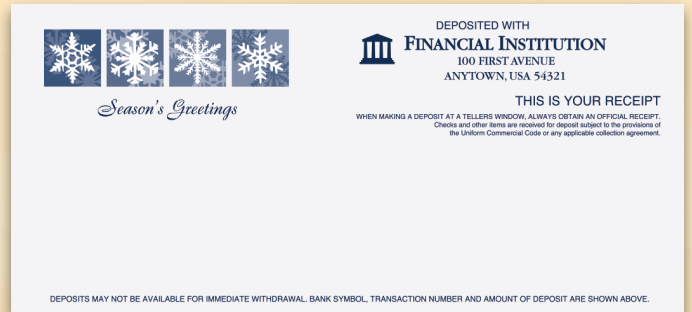 Season's Greetings
DEPOSITED WITH
FINANCIAL INSTITUTION
100 FIRST AVENUE
ANYTOWN, USA 54321
THIS IS YOUR RECEIPT
WHEN MAKING A DEPOSIT AT A TELLERS WINDOW, ALWAYS OBTAIN AN OFFICIAL RECEIPT.
Checks and other items are received for deposit subject to the provisions of
the Uniform Commercial Code or any applicable collection agreement.
DEPOSITS MAY NOT BE AVAILABLE FOR IMMEDIATE WITHDRAWAL. BANK SYMBOL, TRANSACTION NUMBER AND AMOUNT OF DEPOSIT ARE SHOWN ABOVE.